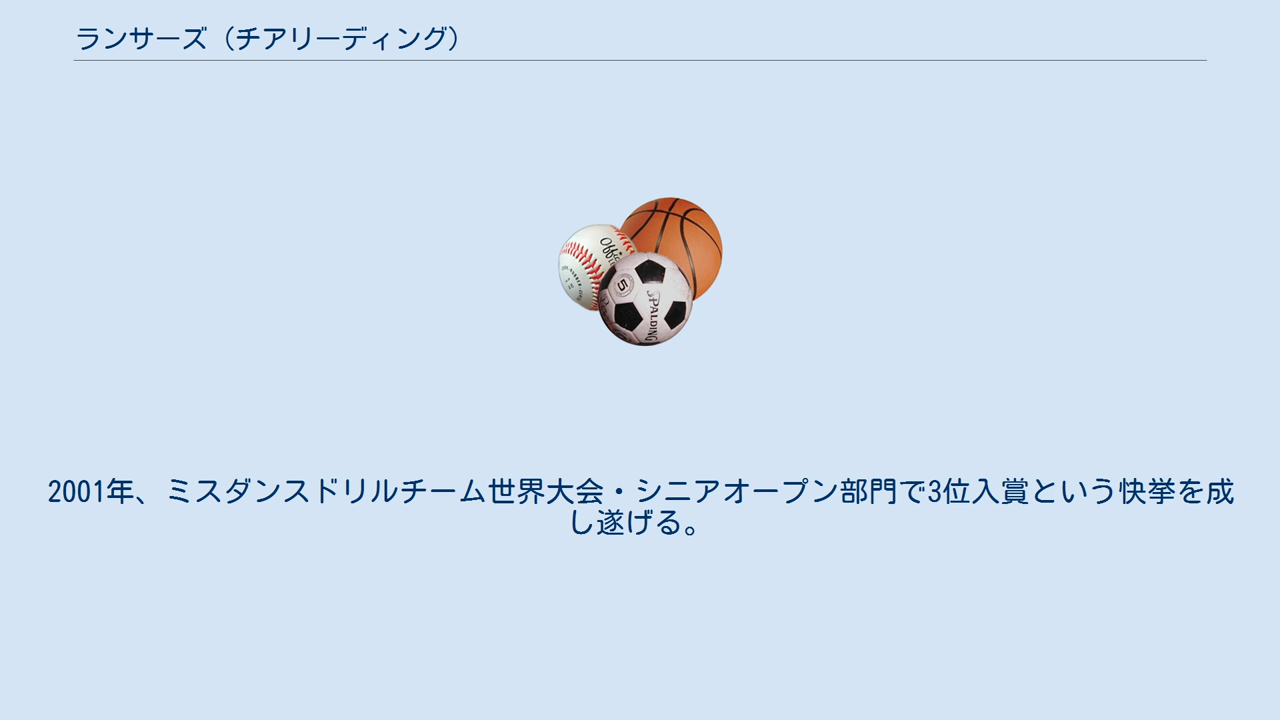 ランサーズ（チアリーディング）
Offic
5
SPALDING
2001年、ミスダンスドリルチーム世界大会・シニアオープン部門で3位入賞という快挙を成
し遂げる。